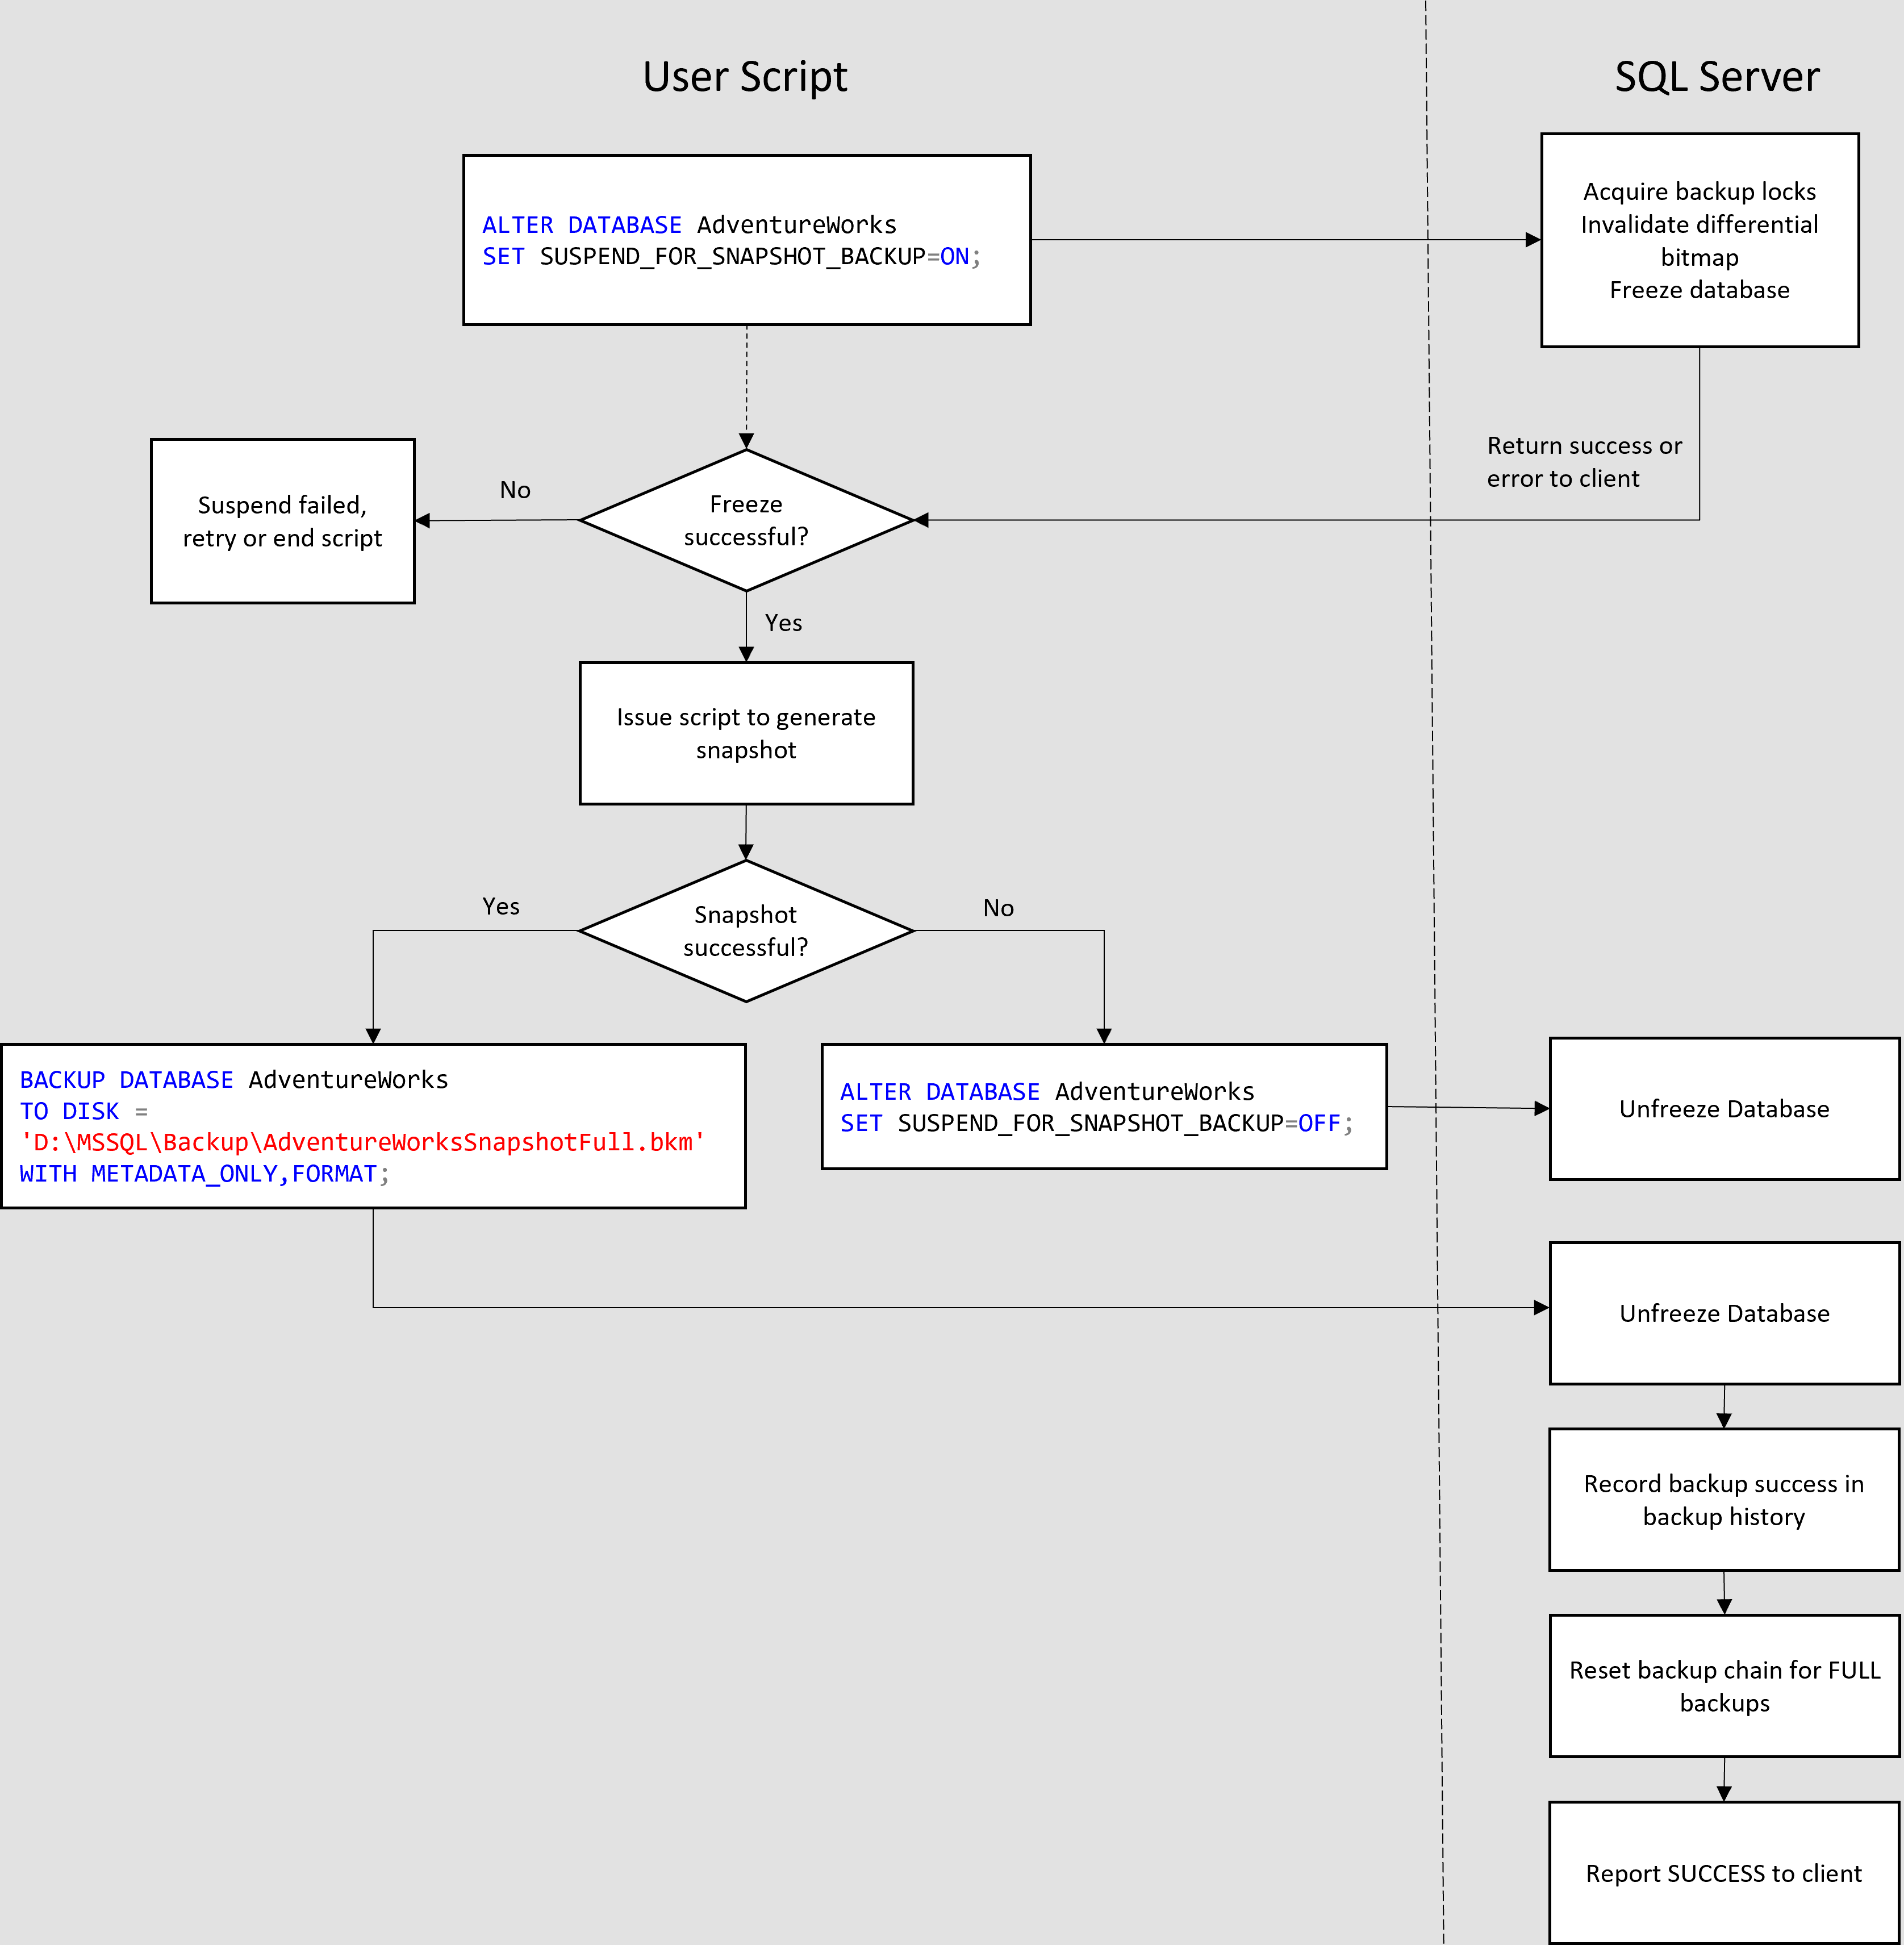 User Script
SQL Server
ALTER DATABASE AdventureWorks
SET SUSPEND_FOR_SNAPSHOT_BACKUP=ON;
Acquire backup locks
Invalidate differential
bitmap
Freeze database
Return success or
error to client
Freeze
successful?
No
Suspend failed,
retry or end script
Yes
Issue script to generate
snapshot
Snapshot
successful?
Yes
No
BACKUP DATABASE AdventureWorks
TO DISK =
'D:\MSSQL\Backup\AdventureWorksSnapshotFull.bkm'
WITH METADATA_ONLY,FORMAT;
ALTER DATABASE AdventureWorks
SET SUSPEND_FOR_SNAPSHOT_BACKUP=OFF;
Unfreeze Database
Unfreeze Database
Record backup success in
backup history
Reset backup chain for FULL
backups
Report SUCCESS to client